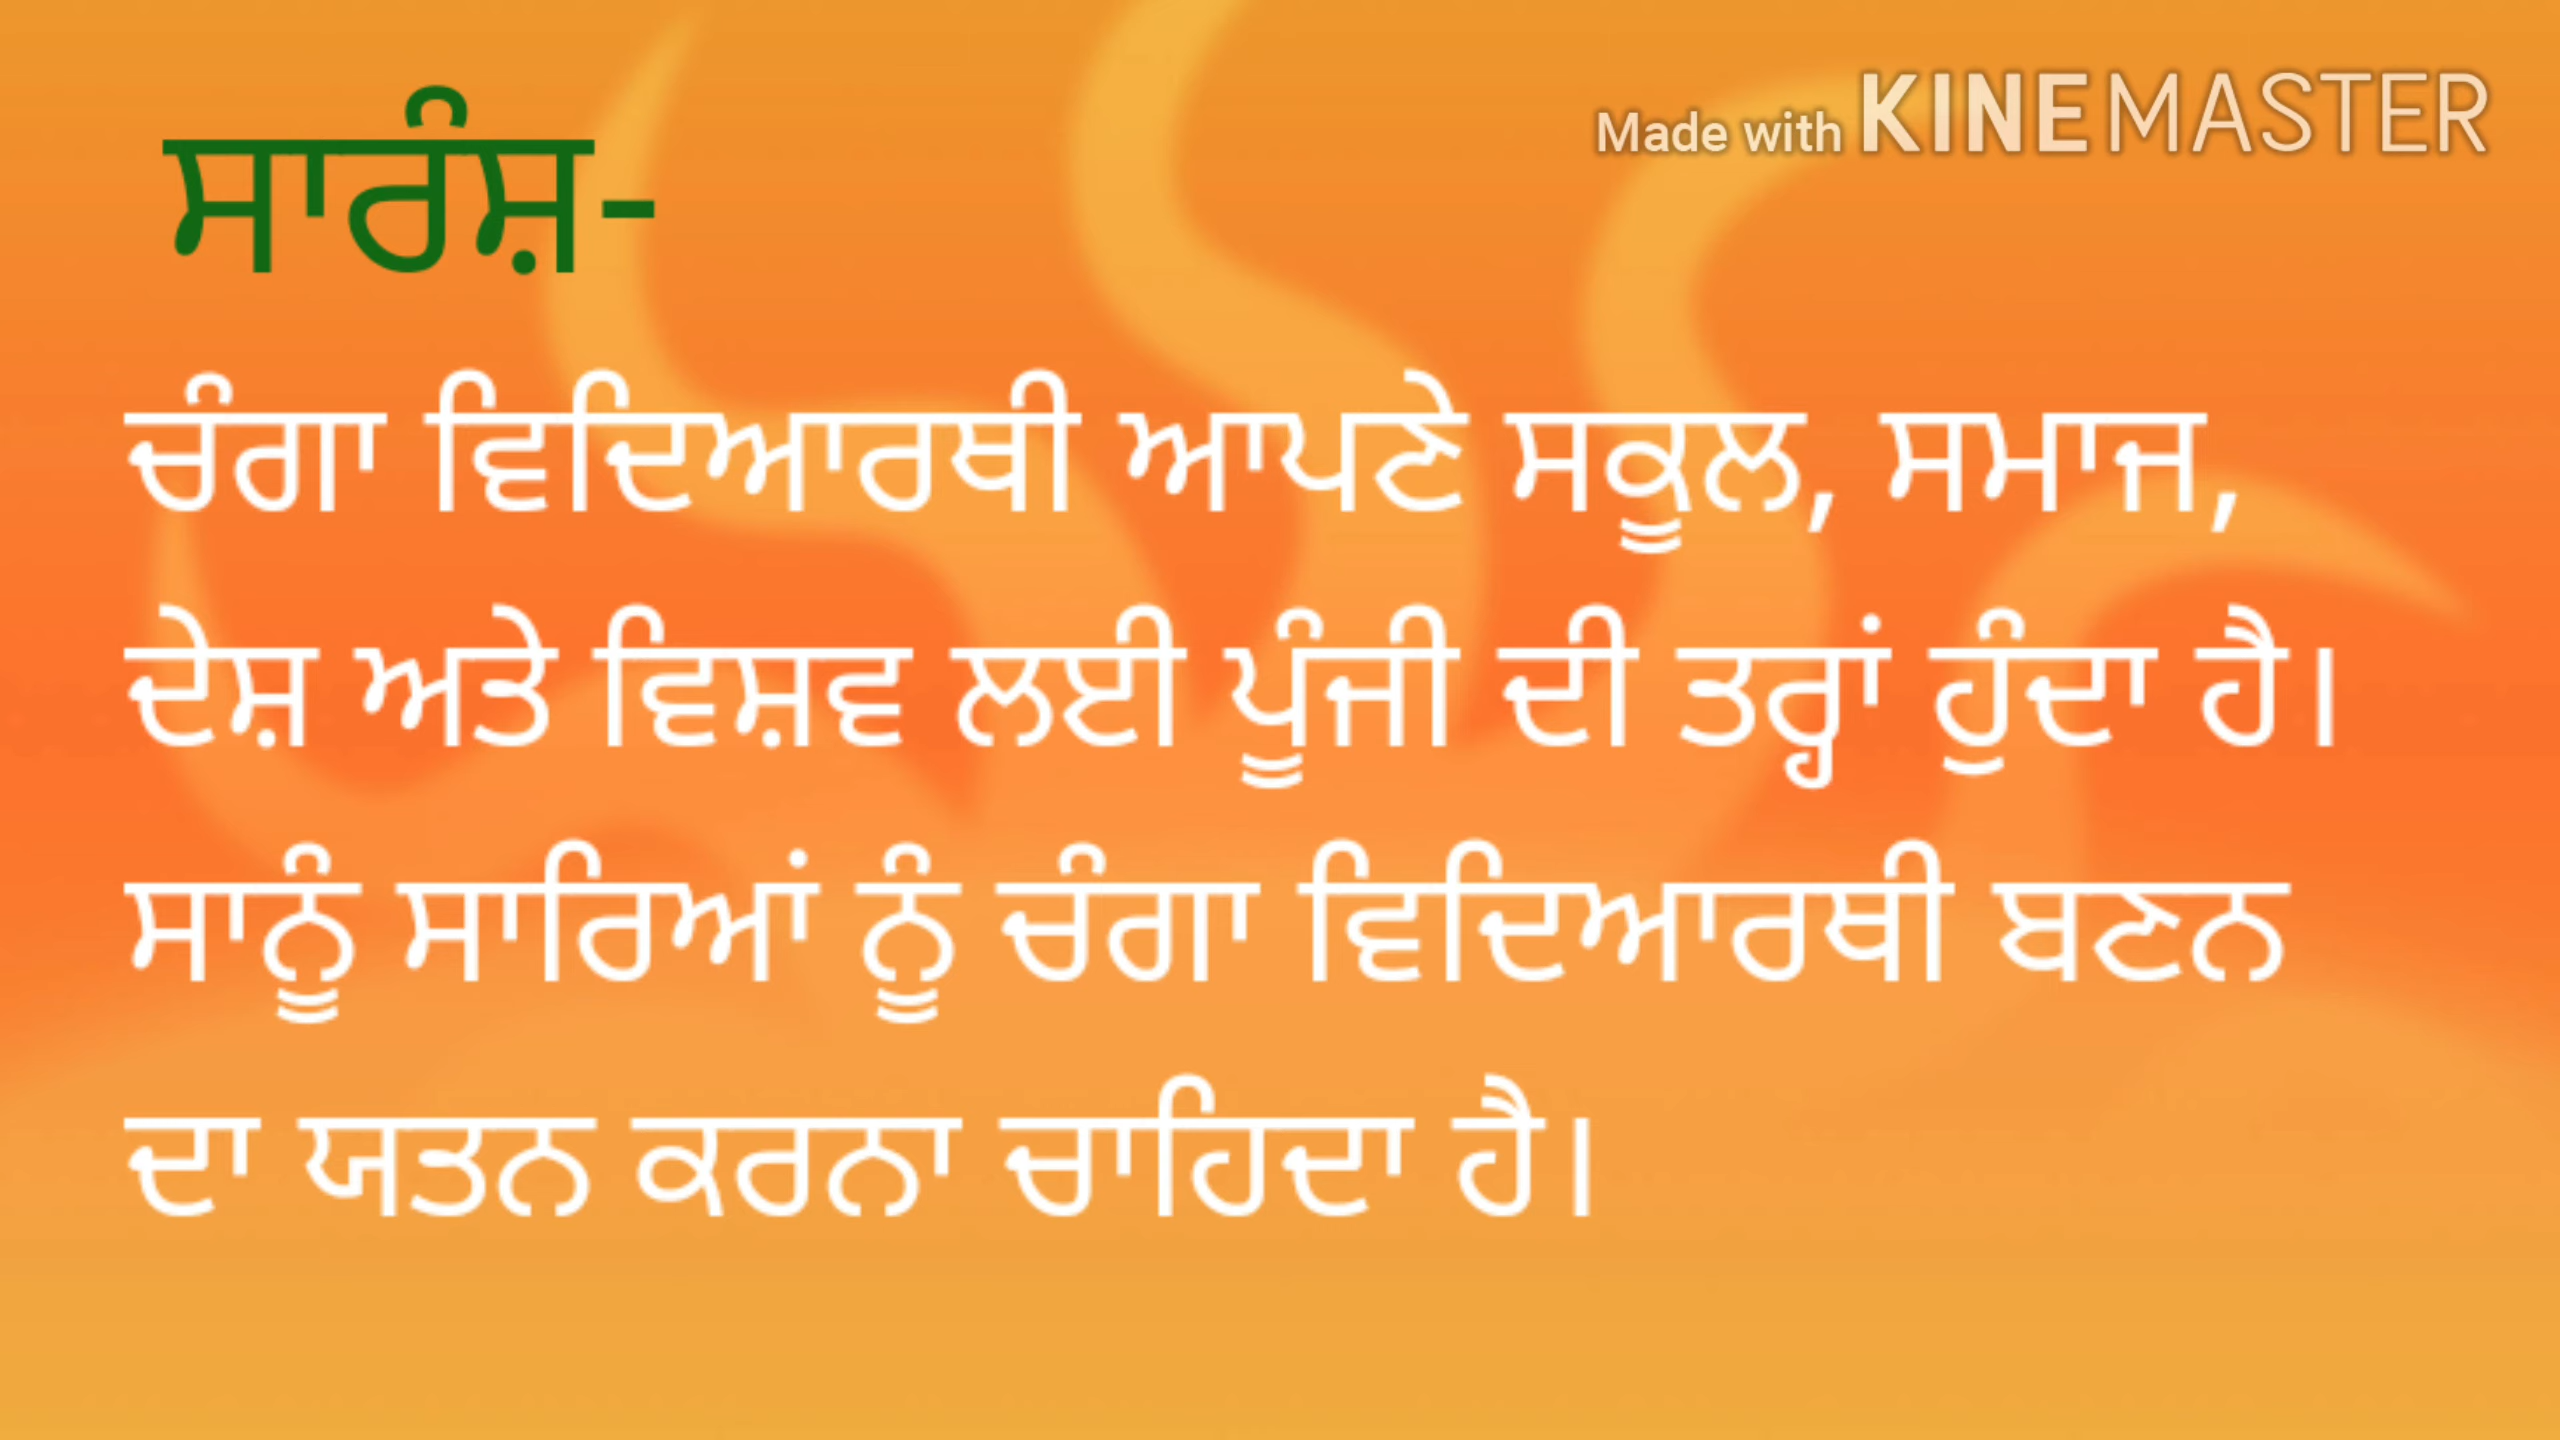 Made with KINEMASTER
ਸਾਰੰਸ਼-
ਚੰਗਾ ਵਿਦਿਆਰਥੀ ਆਪਣੇ ਸਕੂਲ, ਸਮਾਜ,
ਦੇਸ਼ ਅਤੇ ਵਿਸ਼ਵ ਲਈ ਪੂੰਜੀ ਦੀ ਤਰ੍ਹਾਂ ਹੁੰਦਾ ਹੈ।
ਸਾਨੂੰ ਸਾਰਿਆਂ ਨੂੰ ਚੰਗਾ ਵਿਦਿਆਰਥੀ ਬਣਨ
ਦਾ ਯਤਨ ਕਰਨਾ ਚਾਹਿਦਾ ਹੈ।